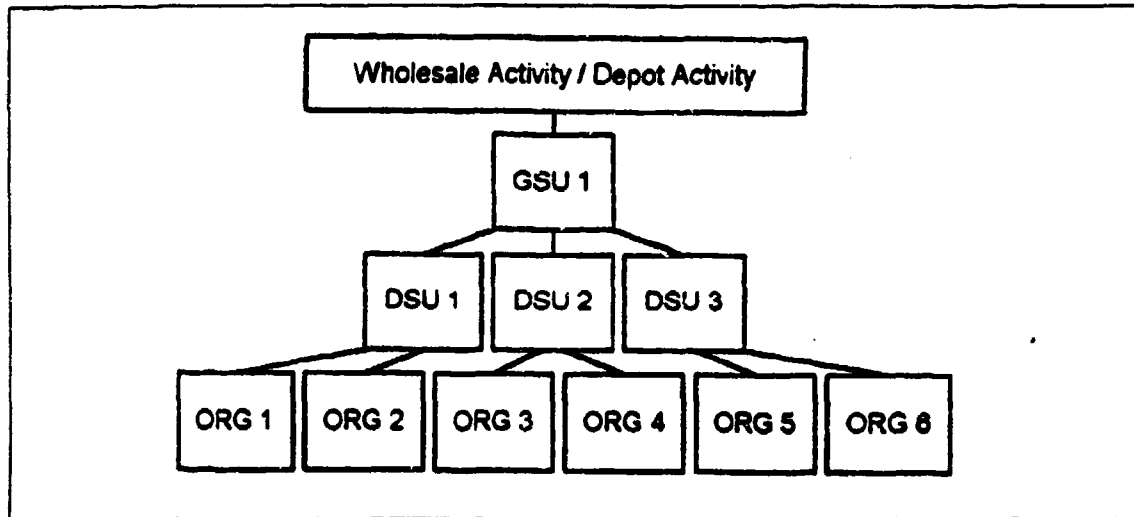 Wholesale Activity / Depot Activity
GSU 1
DSU 1 DSU 2 DSU 3
ORG 1 ORG 2 ORG 3 ORG 4 ORG 5 ORG 6